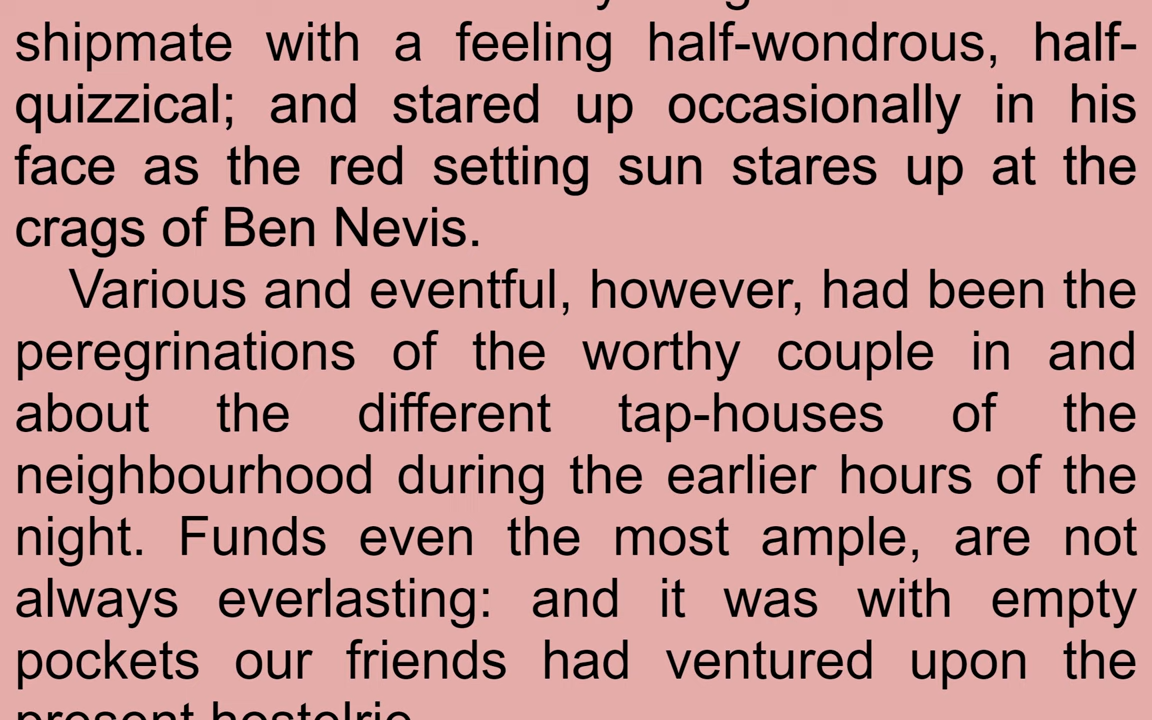 shipmate with a feeling half-wondrous, half-
quizzical; and stared up occasionally in his
face as the red setting sun stares up at the
crags of Ben Nevis.
Various and eventful, however, had been the
peregrinations of the worthy couple in and
about the different tap-houses of the
neighbourhood during the earlier hours of the
night. Funds even the most ample, are not
always everlasting: and it was with empty
pockets our friends had ventured upon the
present hostelrie.